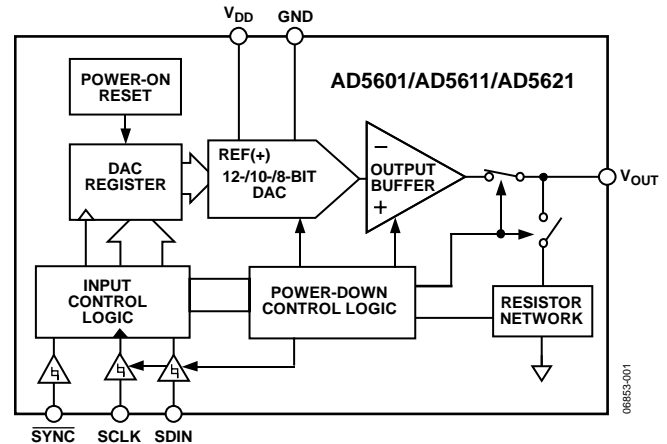 VDD
GND
AD5601/AD5611/AD5621
POWER-ON
RESET
DAC
REGISTER
REF(+)
12-/10-/8-BIT
DAC
−
OUTPUT
BUFFER
+
VOUT
INPUT
CONTROL
LOGIC
POWER-DOWN
CONTROL LOGIC
RESISTOR
NETWORK
SYNC
SCLK
SDIN
06853-001